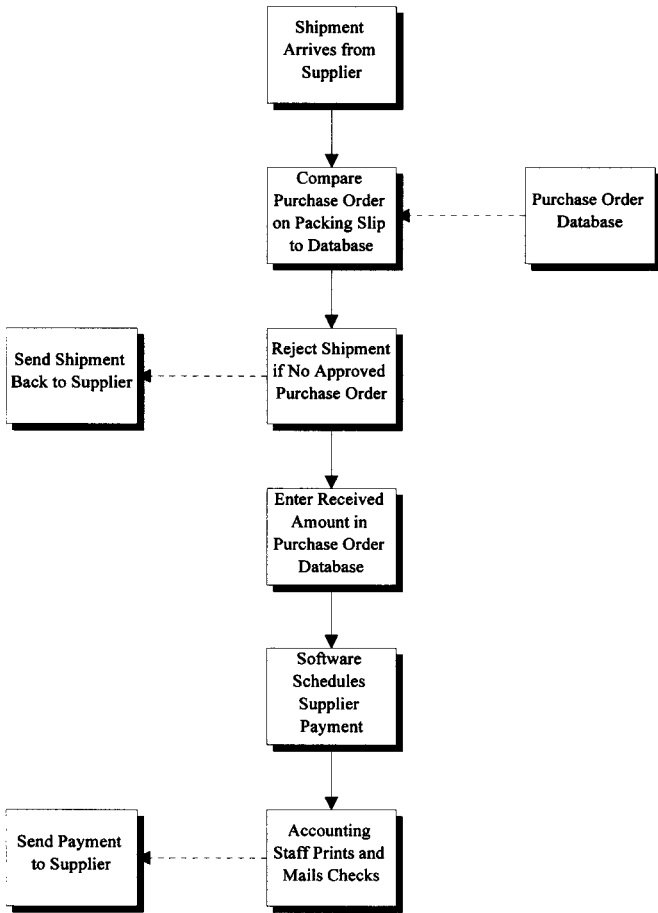 Shipment
Arrives from
Supplier
Compare
Purchase Order
on Packing Slip
to Database
Purchase Order
Database
Send Shipment
Back to Supplier
Reject Shipment
if No Approved
Purchase Order
Enter Received
Amount in
Purchase Order
Database
Software
Schedules
Supplier
Payment
Send Payment
to Supplier
Accounting
Staff Prints and
Mails Checks